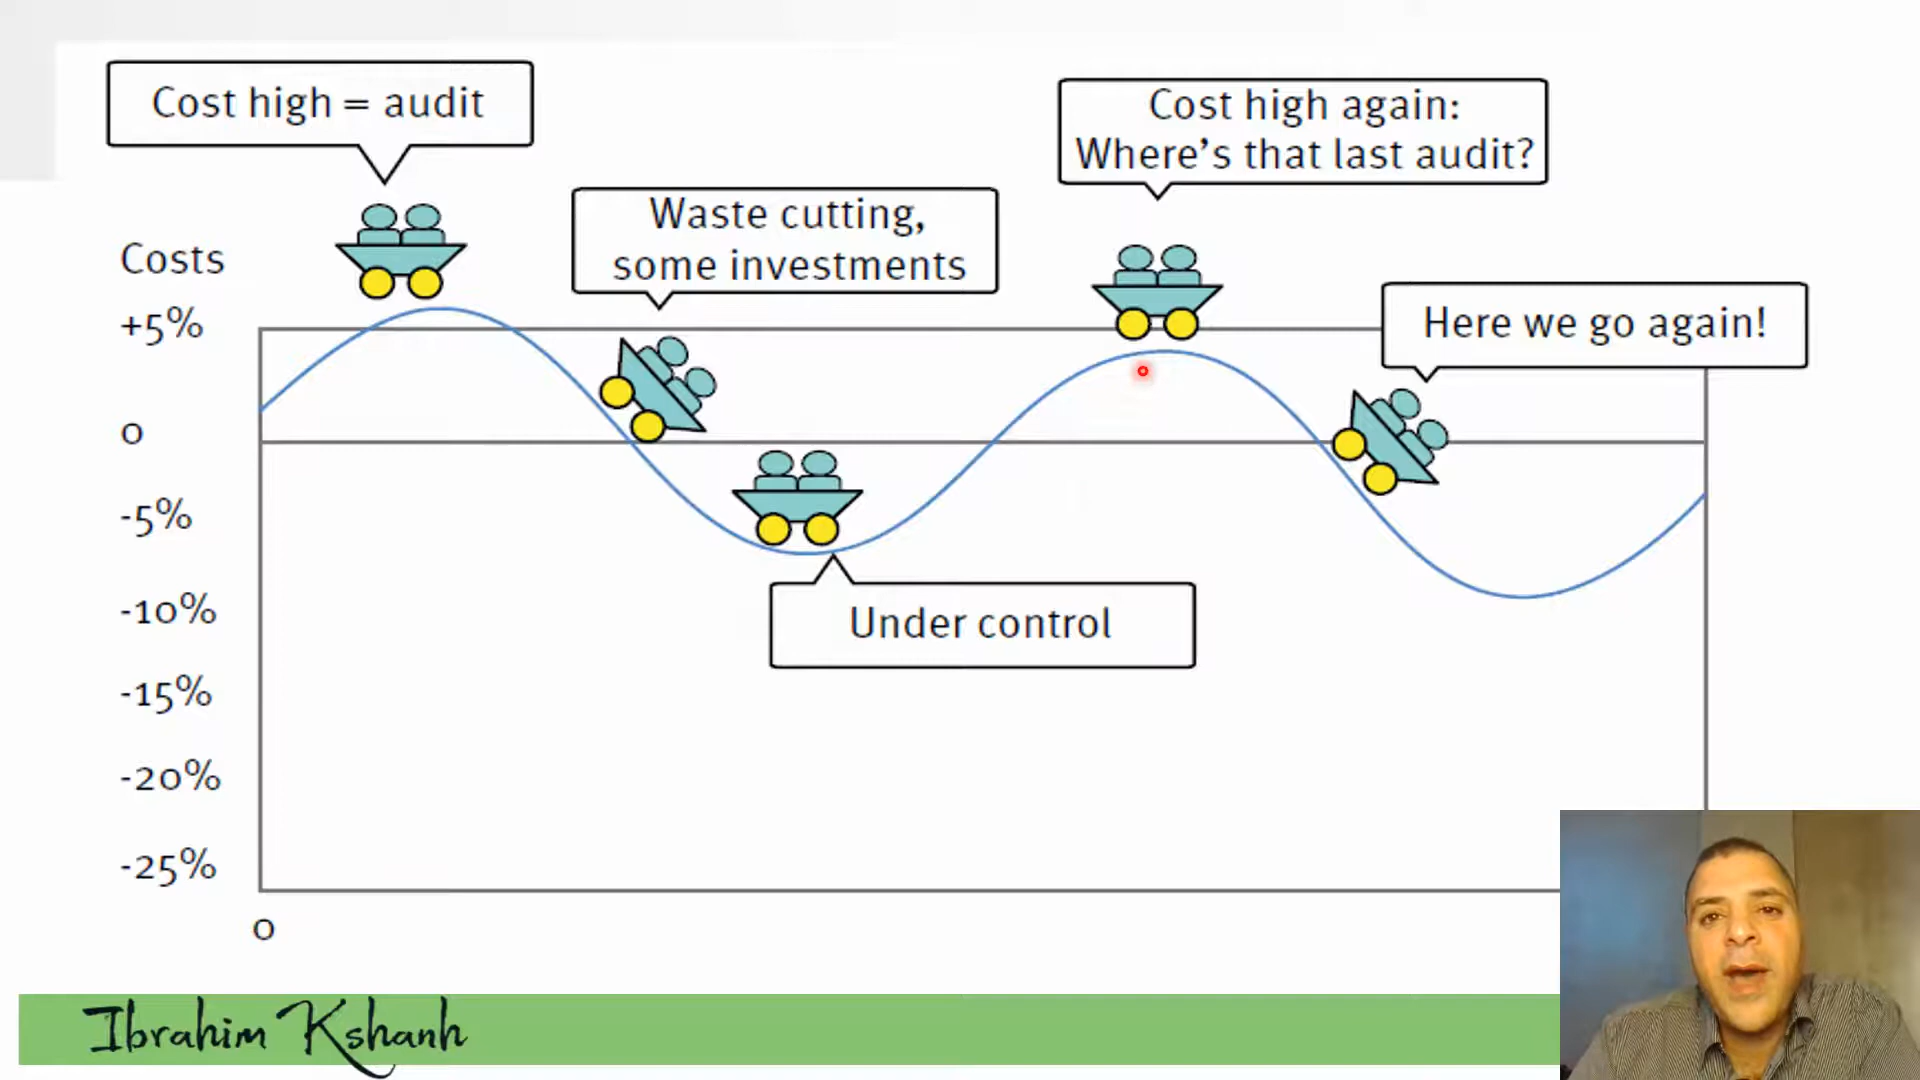 Cost high = audit
Cost high again:
Where's that last audit?
Waste cutting,
some investments
Here we go again!
Costs
+5%
0
-5%
-10%
Under control
-15%
-20%
-25%
0
Ibrahim Kshanh